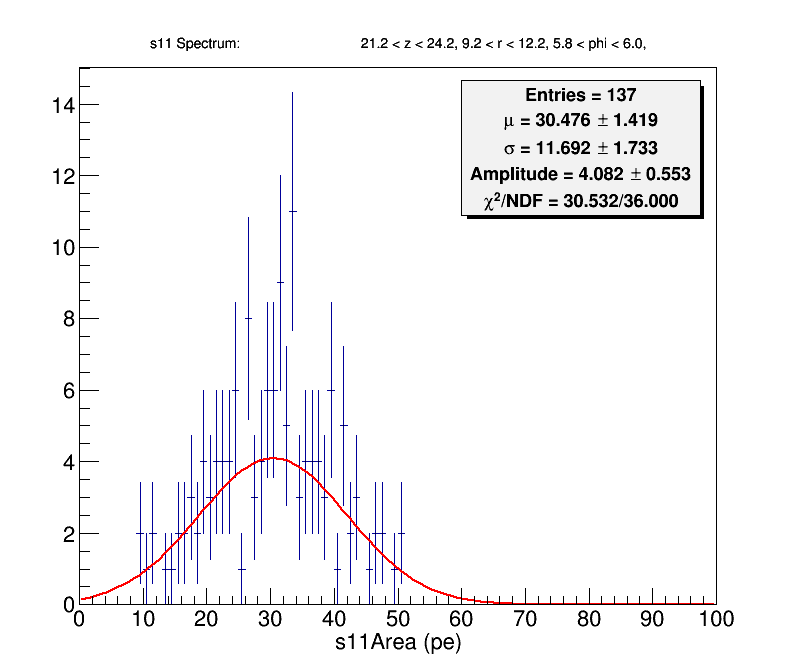 s11 Spectrum: 21.2 < z < 24.2, 9.2 < r < 12.2, 5.8 < phi < 6.0,
Entries = 137
μ = 30.476 ± 1.419
σ = 11.692 ± 1.733
Amplitude = 4.082 ± 0.553
χ²/NDF = 30.532/36.000
14
12
10
8
6
4
2
0
0 10 20 30 40 50 60 70 80 90 100
s11Area (pe)